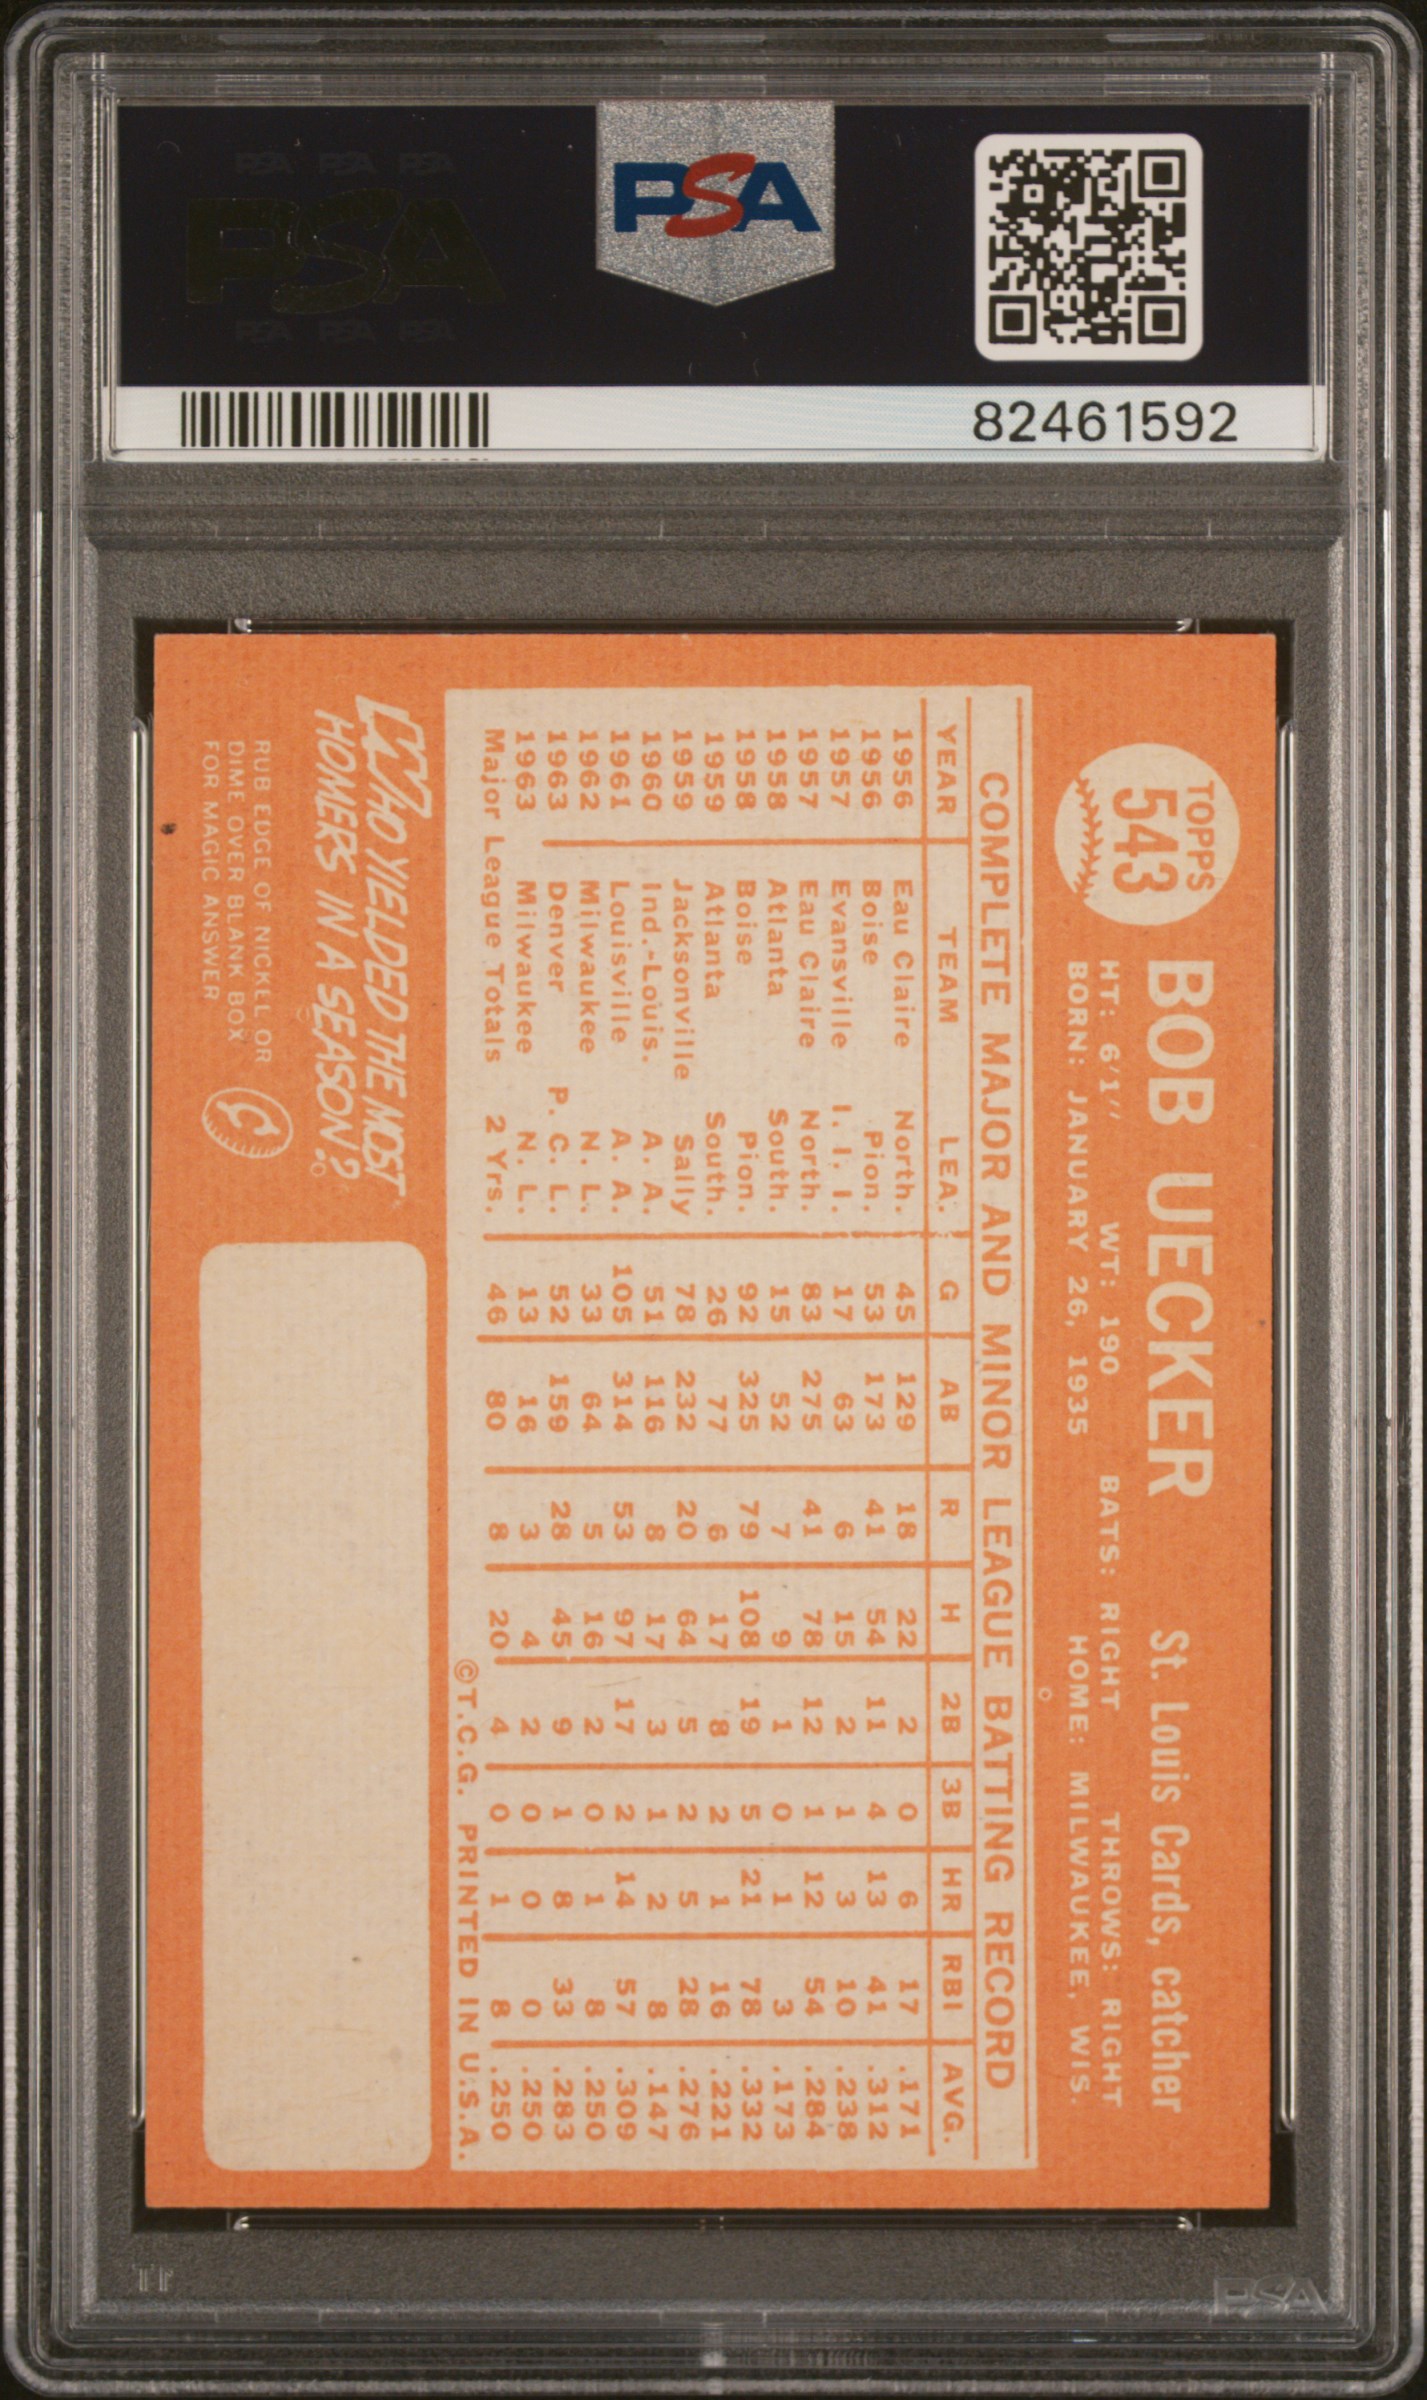 PSA
82461592
TOPPS
543
BOB UECKER St. Louis Cards, catcher
HT: 6'1" WT: 190 BATS: RIGHT THROWS: RIGHT
BORN: JANUARY 26, 1935 HOME: MILWAUKEE, WIS.
COMPLETE MAJOR AND MINOR LEAGUE BATTING RECORD
YEAR TEAM LEA. G AB R H 2B 3B HR RBI AVG.
1956 Eau Claire North. 45 129 18 22 2 0 6 17 .171
1956 Boise Pion. 53 173 41 54 11 4 13 41 .312
1957 Evansville I. I. I. 17 63 6 15 2 1 3 10 .238
1957 Eau Claire North. 83 275 41 78 12 1 12 54 .284
1958 Atlanta South. 15 52 7 9 1 0 1 3 .173
1958 Boise Pion. 92 325 79 108 19 5 21 78 .332
1959 Atlanta South. 26 77 6 17 8 2 1 16 .221
1959 Jacksonville Sally 78 232 20 64 5 2 5 28 .276
1960 Ind.-Louis. A. A. 51 116 8 17 3 1 2 8 .147
1961 Louisville A. A. 105 314 53 97 17 2 14 57 .309
1962 Milwaukee N. L. 33 64 5 16 2 0 1 8 .250
1963 Denver P. C. L. 52 159 28 45 9 1 8 33 .283
1963 Milwaukee N. L. 13 16 3 4 2 0 0 0 .250
Major League Totals 2 Yrs. 46 80 8 20 4 0 1 8 .250
©T.C.G. PRINTED IN U.S.A.
WHO YIELDED THE MOST
HOMERS IN A SEASON?
RUB EDGE OF NICKEL OR
DIME OVER BLANK BOX
FOR MAGIC ANSWER
PSA